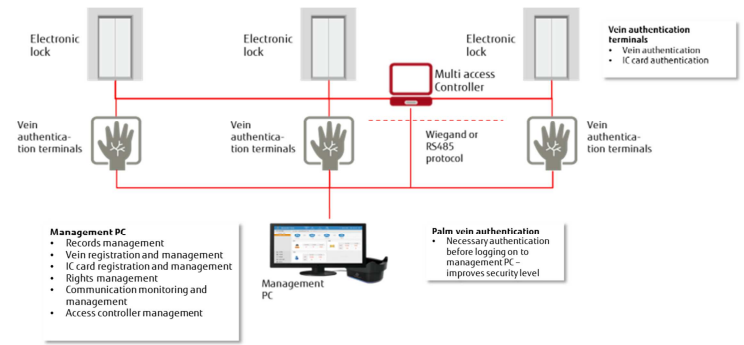 Electronic
lock
Electronic
lock
Electronic
lock
Vein authentication
terminals
• Vein authentication
• IC card authentication
Multi access
Controller
Vein
authentica-
tion terminals
Vein
authentica-
tion terminals
Wiegand or
RS485
protocol
Vein
authentica-
tion terminals
Management PC
• Records management
• Vein registration and management
• IC card registration and management
• Rights management
• Communication monitoring and
management
• Access controller management
Management
PC
Palm vein authentication
• Necessary authentication
before logging on to
management PC –
improves security level